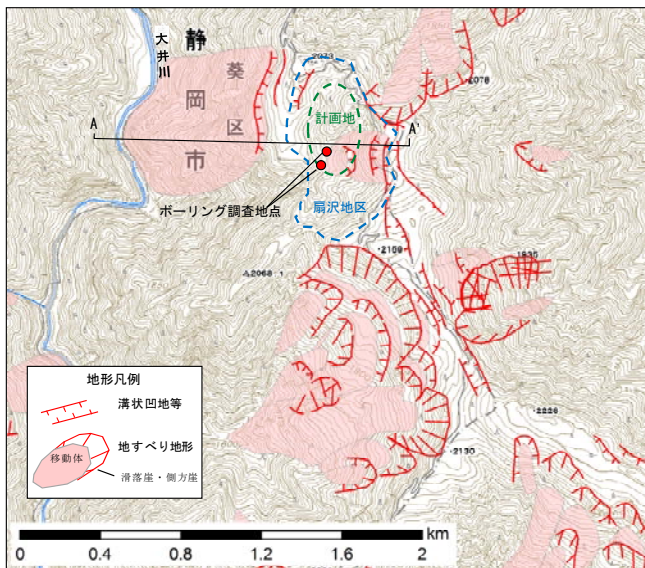 静
岡
市
葵
区
大井川
2078
計画地
A
A'
ボーリング調査地点
扇沢地区
2109
2068
2226
2130
地形凡例
溝状凹地等
地すべり地形
移動体
滑落崖・側方崖
km
0 0.4 0.8 1.2 1.6 2